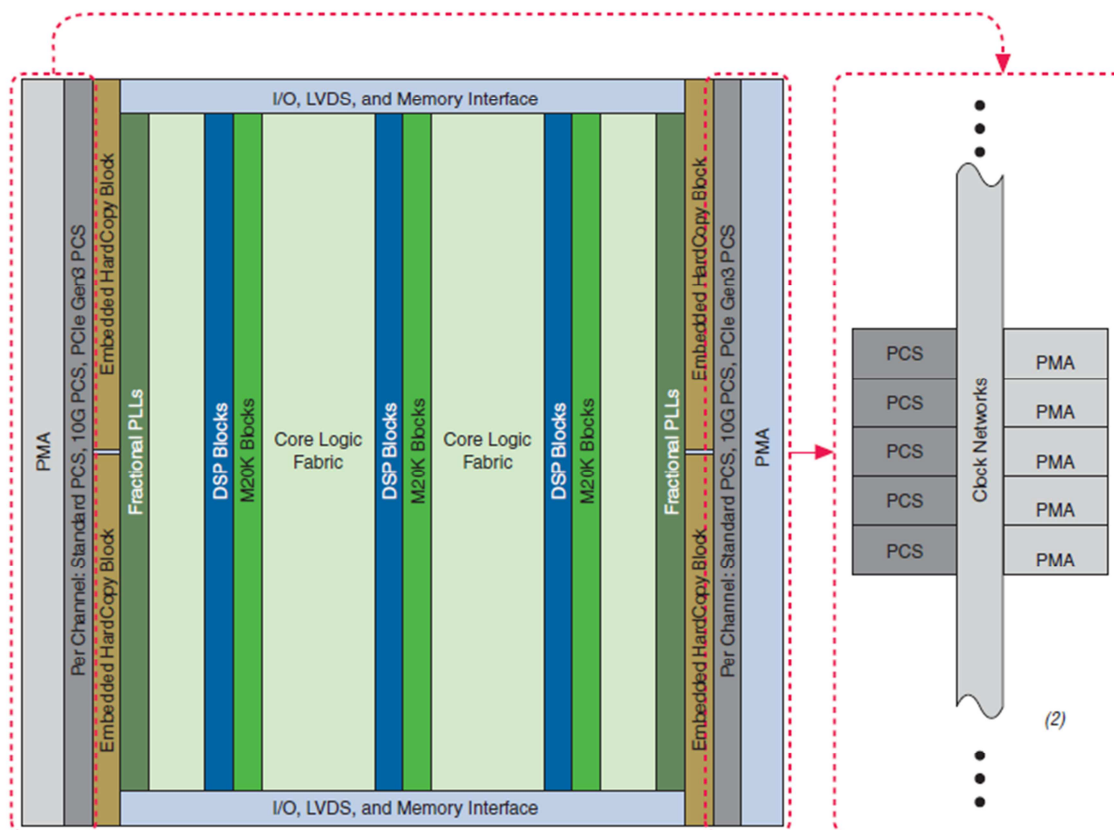 I/O, LVDS, and Memory Interface
PMA
Per Channel: Standard PCS, 10G PCS, PCIe Gen3 PCS
Embedded HardCopy Block
Embedded HardCopy Block
Fractional PLLs
DSP Blocks
M20K Blocks
Core Logic
Fabric
DSP Blocks
M20K Blocks
Core Logic
Fabric
DSP Blocks
M20K Blocks
Fractional PLLs
Embedded HardCopy Block
Embedded HardCopy Block
Per Channel: Standard PCS, 10G PCS, PCIe Gen3 PCS
PMA
I/O, LVDS, and Memory Interface
PCS
PCS
PCS
PCS
PCS
Clock Networks
PMA
PMA
PMA
PMA
PMA
(2)